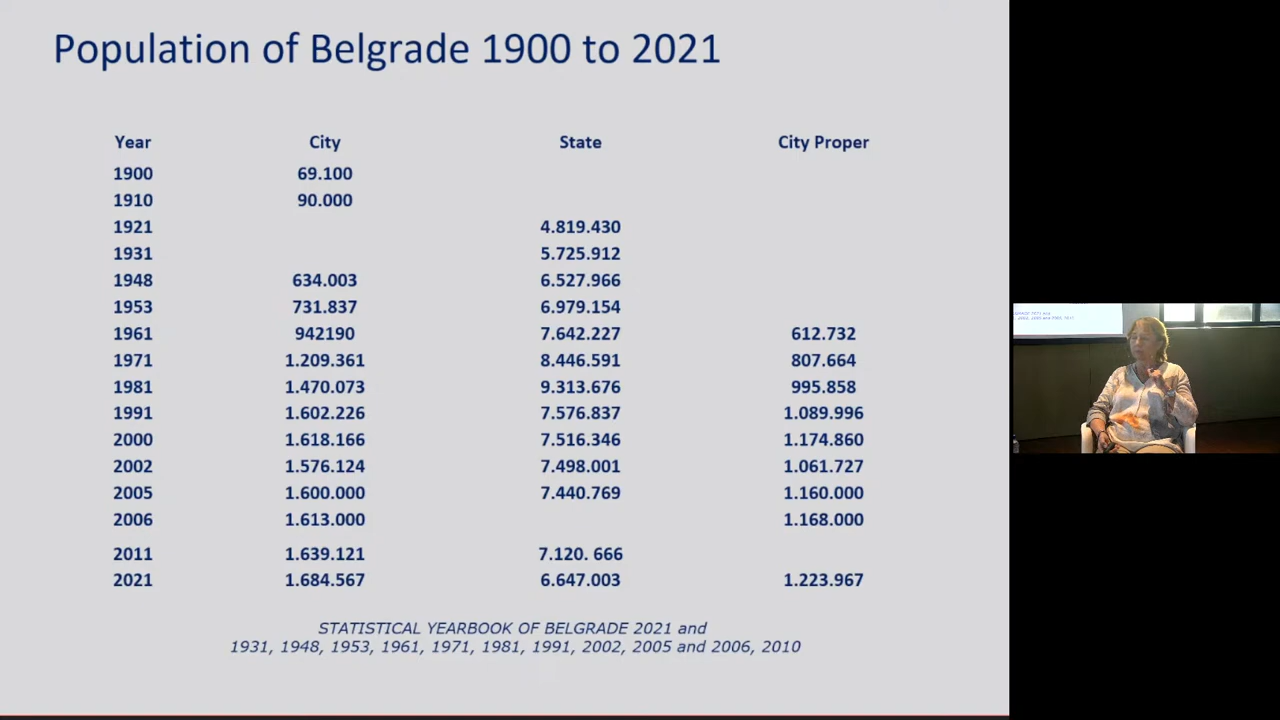 Population of Belgrade 1900 to 2021
Year City State City Proper
1900 69.100
1910 90.000
1921 4.819.430
1931 5.725.912
1948 634.003 6.527.966
1953 731.837 6.979.154
1961 942190 7.642.227 612.732
1971 1.209.361 8.446.591 807.664
1981 1.470.073 9.313.676 995.858
1991 1.602.226 7.576.837 1.089.996
2000 1.618.166 7.516.346 1.174.860
2002 1.576.124 7.498.001 1.061.727
2005 1.600.000 7.440.769 1.160.000
2006 1.613.000 1.168.000
2011 1.639.121 7.120. 666
2021 1.684.567 6.647.003 1.223.967
STATISTICAL YEARBOOK OF BELGRADE 2021 and
1931, 1948, 1953, 1961, 1971, 1981, 1991, 2002, 2005 and 2006, 2010